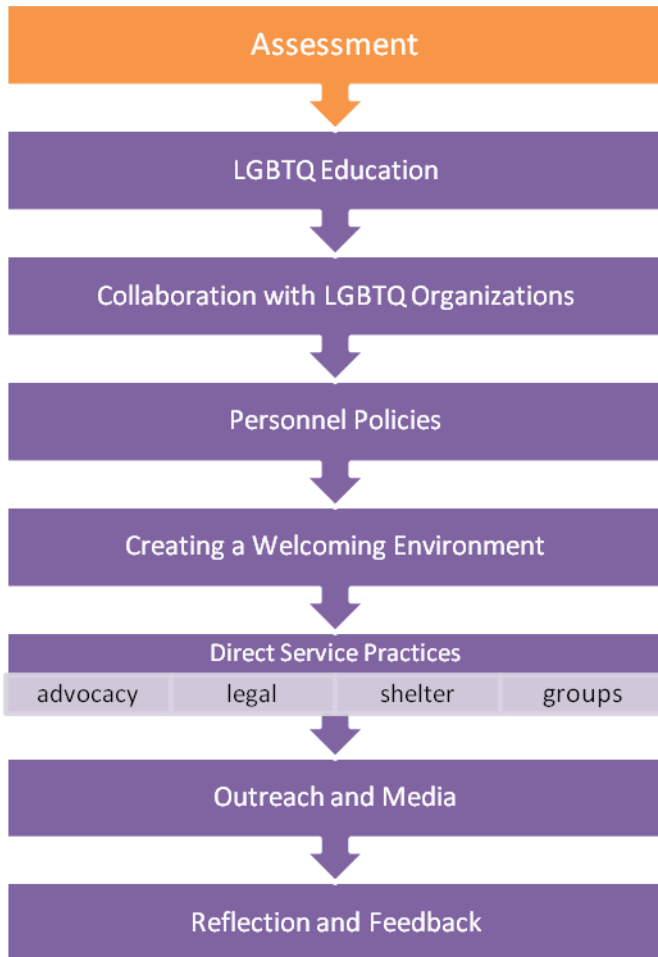 Assessment
LGBTQ Education
Collaboration with LGBTQ Organizations
Personnel Policies
Creating a Welcoming Environment
Direct Service Practices
advocacy legal shelter groups
Outreach and Media
Reflection and Feedback